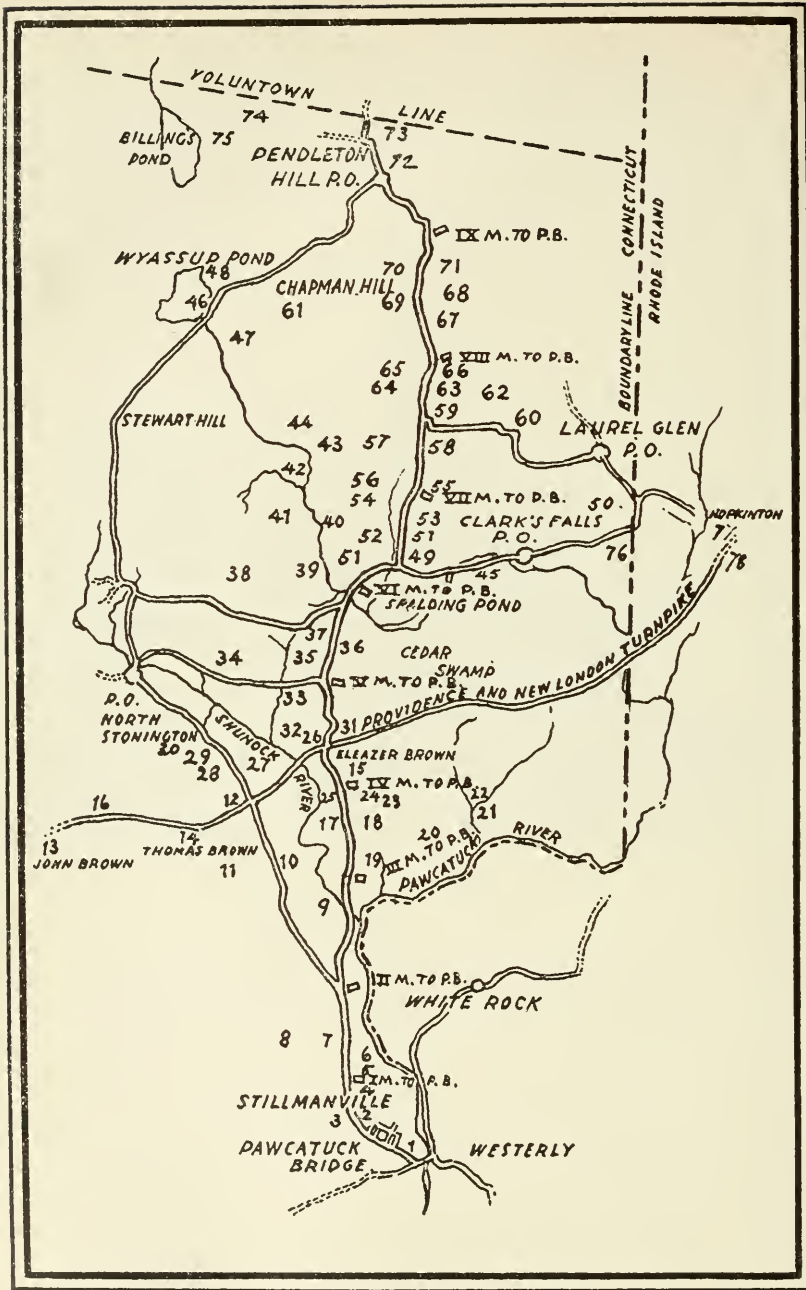 VOLUNTOWN LINE
74
73
BILLING'S POND
75
PENDLETON HILL P.O.
72
BOUNDARY LINE CONNECTICUT
RHODE ISLAND
IX M. TO P.B.
WYASSUP POND
48
46
47
70
71
CHAPMAN HILL
61
69
68
67
VIII M. TO P.B.
65
66
64
63
62
59
60
STEWART HILL
44
43
57
58
LAUREL GLEN P.O.
42
56
55
VII M. TO P.B.
54
50
41
40
53
CLARK'S FALLS P.O.
HOPKINTON
77
78
52
51
76
38
39
51
49
45
VI M. TO P.B.
SPALDING POND
37
36
34
35
CEDAR SWAMP
V M. TO P.B.
33
PROVIDENCE AND NEW LONDON TURNPIKE
P.O. NORTH STONINGTON
30
29
28
SHUNOCK RIVER
27
32
26
31
ELEAZER BROWN
15
IV M. TO P.B.
25
24
23
22
21
16
12
17
18
20
13
JOHN BROWN
14
THOMAS BROWN
11
10
19
III M. TO P.B.
PAWCATUCK RIVER
9
II M. TO P.B.
WHITE ROCK
8
7
6
5
I M. TO P.B.
4
STILLMANVILLE
3
2
1
PAWCATUCK BRIDGE
WESTERLY